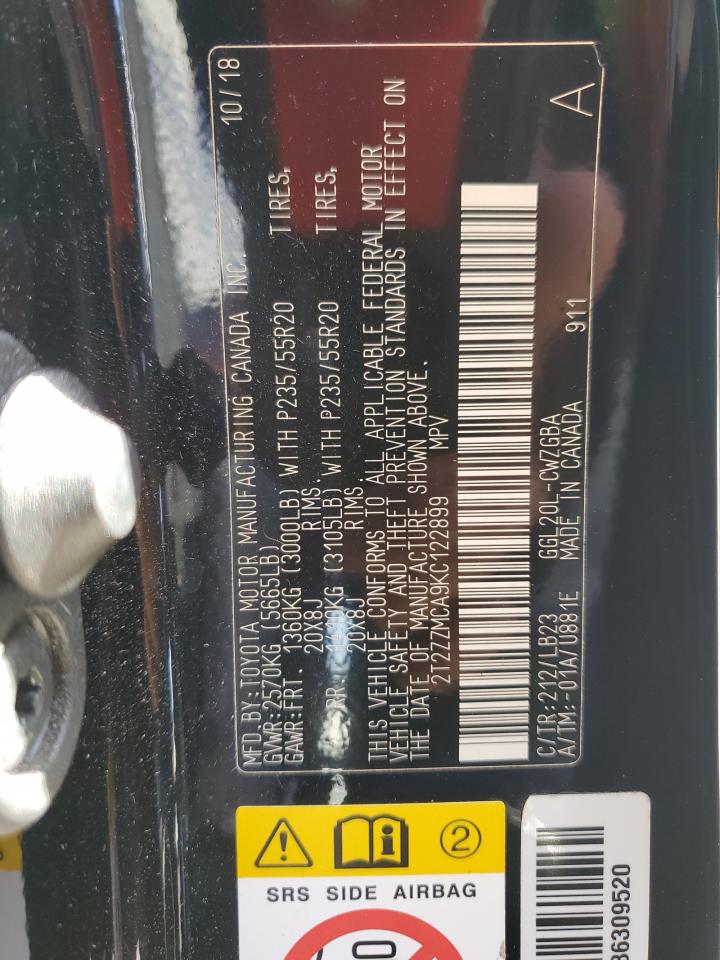 MFD.BY:TOYOTA MOTOR MANUFACTURING CANADA INC. 10/18
GVWR:2570KG (5665LB)
GAWR:FRT. 1360KG (3000LB) WITH P235/55R20 TIRES,
20X8J RIMS.
RR. 1410KG (3105LB) WITH P235/55R20 TIRES,
20X8J RIMS.
THIS VEHICLE CONFORMS TO ALL APPLICABLE FEDERAL MOTOR
VEHICLE SAFETY AND THEFT PREVENTION STANDARDS IN EFFECT ON
THE DATE OF MANUFACTURE SHOWN ABOVE.
2T2ZZMCA9KC122899 MPV
C/TR:212/LB23 GGL20L-CWZGBA
A/TM:-01A/U881E MADE IN CANADA 911 A
2
SRS SIDE AIRBAG
36309520